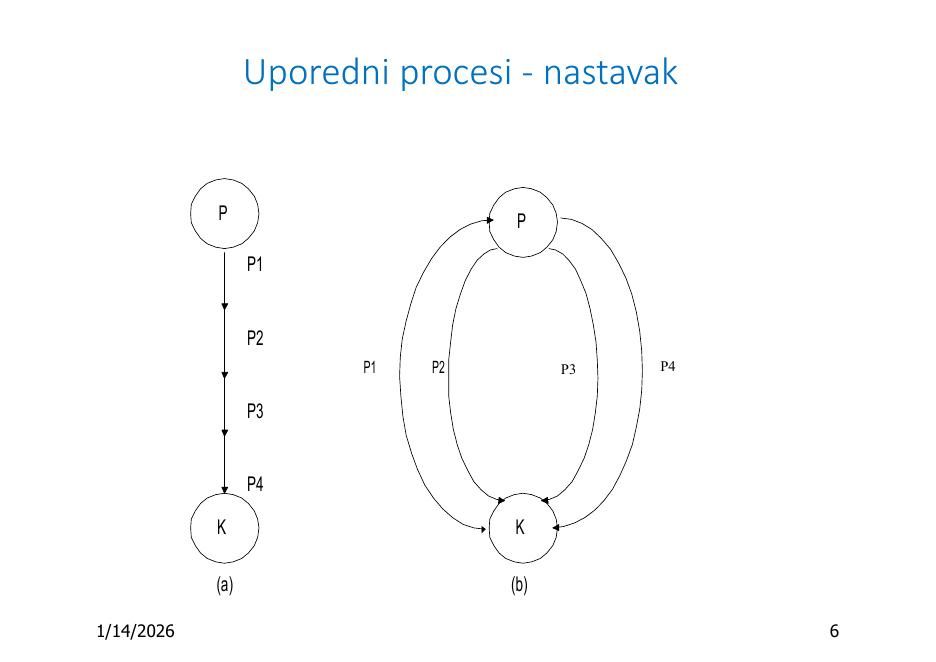 Uporedni procesi - nastavak
P
P1
P2
P3
P4
K
(a)
P
P1
P2
P3
P4
K
(b)
1/14/2026
6